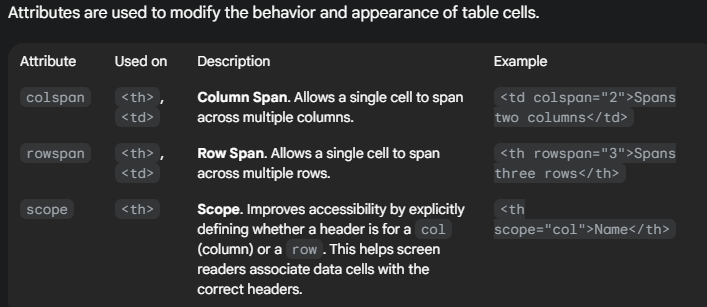 Attributes are used to modify the behavior and appearance of table cells.
Attribute Used on Description Example
colspan <th>, Column Span. Allows a single cell to span <td colspan="2">Spans
<td> across multiple columns. two columns</td>
rowspan <th>, Row Span. Allows a single cell to span <th rowspan="3">Spans
<td> across multiple rows. three rows</th>
scope <th> Scope. Improves accessibility by explicitly <th
defining whether a header is for a col scope="col">Name</th>
(column) or a row. This helps screen
readers associate data cells with the
correct headers.